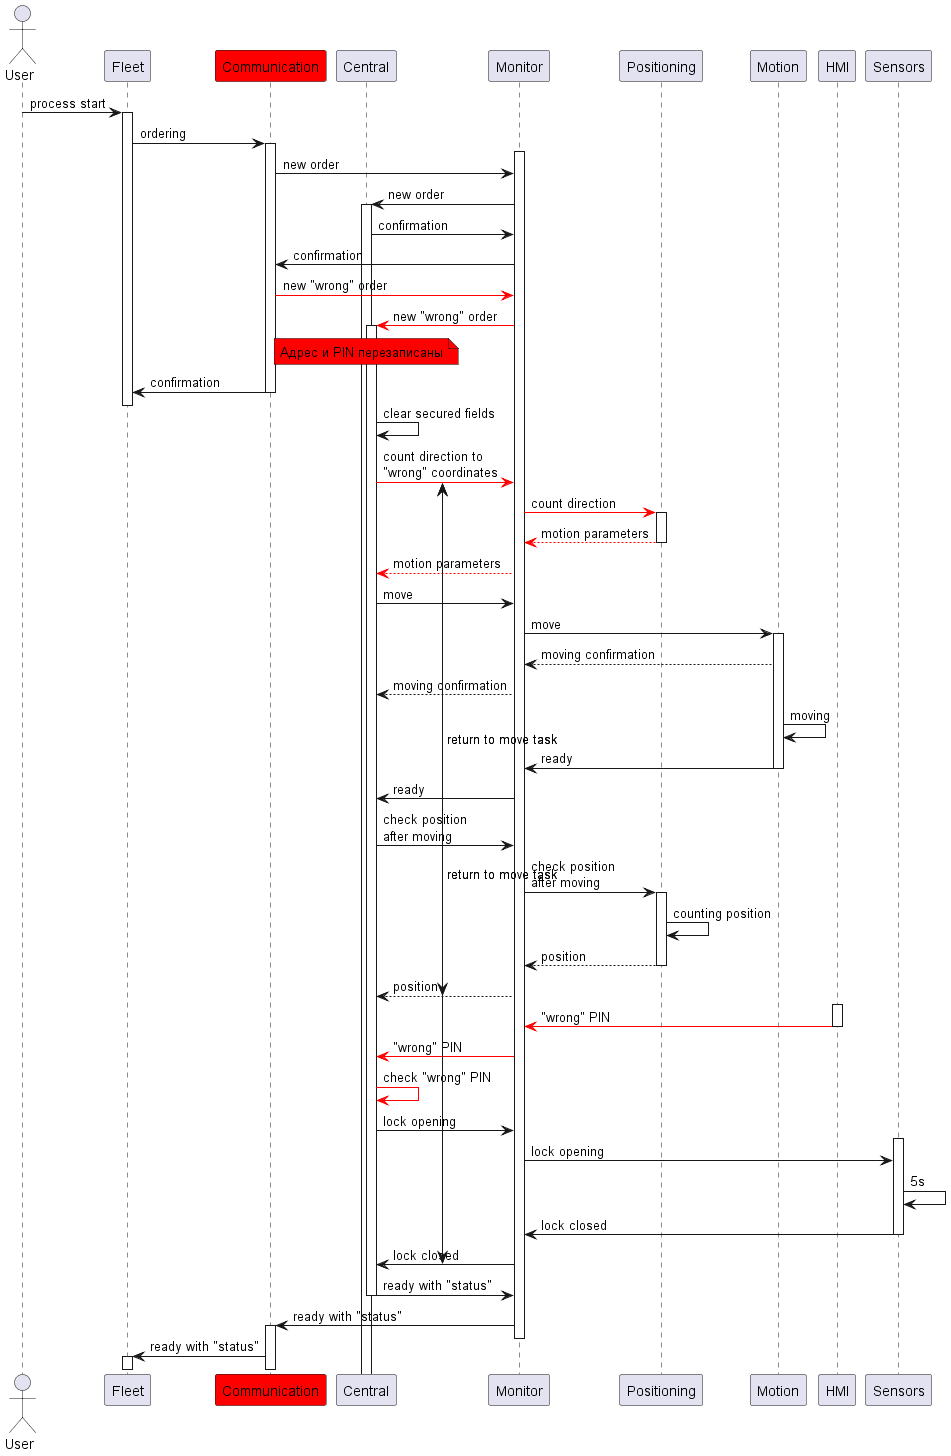 User
Fleet
Communication
Central
Monitor
Positioning
Motion
HMI
Sensors
process start
ordering
new order
new order
confirmation
confirmation
new "wrong" order
new "wrong" order
Адрес и PIN перезаписаны
confirmation
clear secured fields
count direction to
"wrong" coordinates
count direction
motion parameters
motion parameters
move
move
moving confirmation
moving confirmation
moving
return to move task
ready
ready
check position
after moving
check position
after moving
return to move task
counting position
position
position
"wrong" PIN
"wrong" PIN
check "wrong" PIN
lock opening
lock opening
5s
lock closed
lock closed
ready with "status"
ready with "status"
ready with "status"
User
Fleet
Communication
Central
Monitor
Positioning
Motion
HMI
Sensors